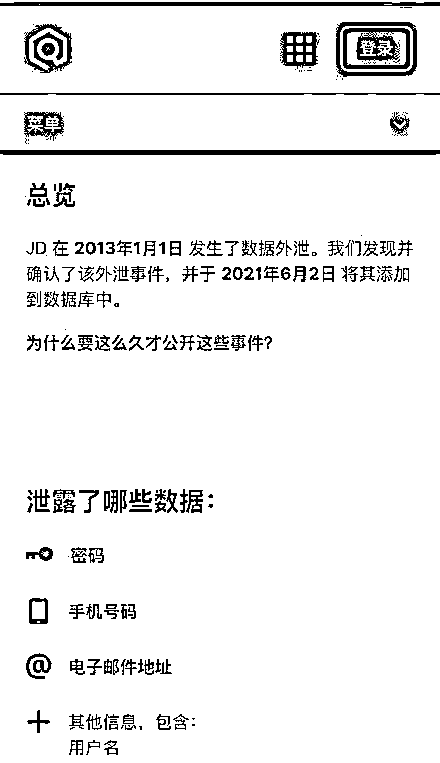 登录
菜单
总览
JD 在 2013年1月1日 发生了数据外泄。我们发现并
确认了该外泄事件，并于 2021年6月2日 将其添加
到数据库中。
为什么要这么久才公开这些事件？
泄露了哪些数据：
密码
手机号码
电子邮件地址
其他信息，包含：
用户名